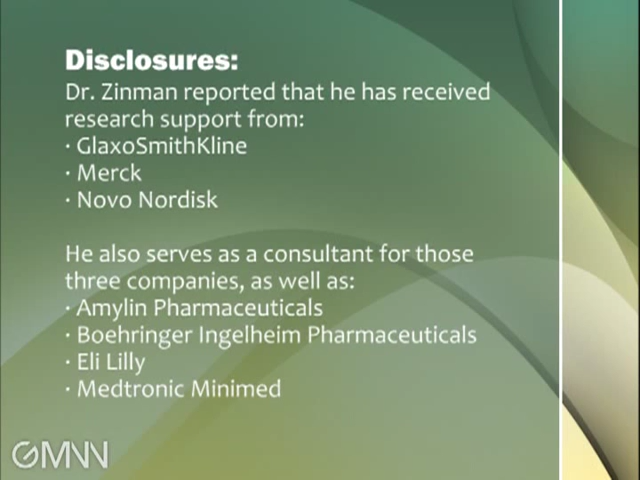 Disclosures:
Dr. Zinman reported that he has received
research support from:
· GlaxoSmithKline
· Merck
· Novo Nordisk
He also serves as a consultant for those
three companies, as well as:
· Amylin Pharmaceuticals
· Boehringer Ingelheim Pharmaceuticals
· Eli Lilly
· Medtronic Minimed
GMNN